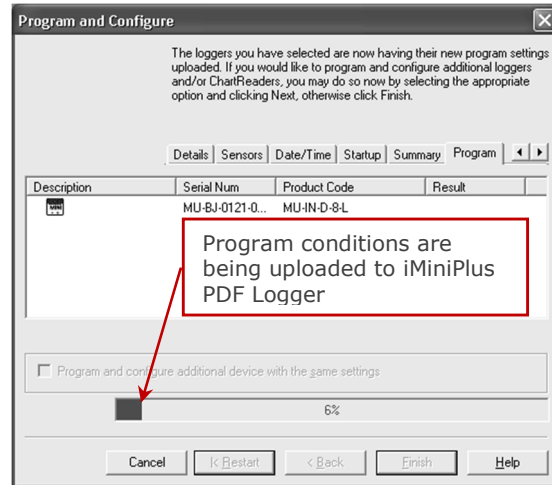 Program and Configure
The loggers you have selected are now having their new program settings
uploaded. If you would like to program and configure additional loggers
and/or ChartReaders, you may do so now by selecting the appropriate
option and clicking Next, otherwise click Finish.
Details Sensors Date/Time Startup Summary Program
Description Serial Num Product Code Result
MINI MU-BJ-0121-0... MU-IN-D-8-L
Program conditions are
being uploaded to iMiniPlus
PDF Logger
Program and configure additional device with the same settings
6%
Cancel |< Restart < Back Finish Help